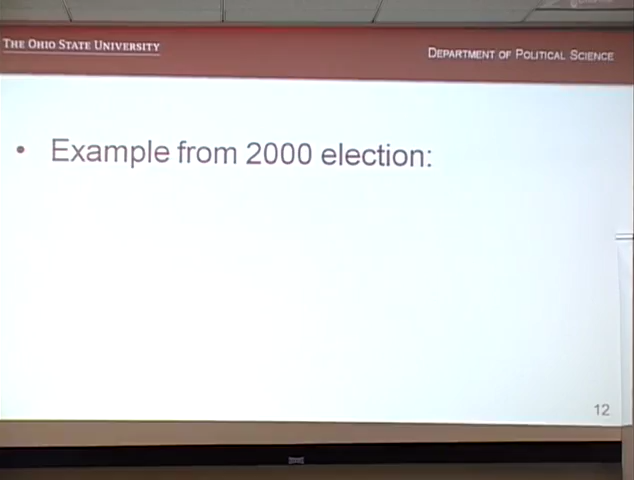 THE OHIO STATE UNIVERSITY
DEPARTMENT OF POLITICAL SCIENCE
• Example from 2000 election:
12